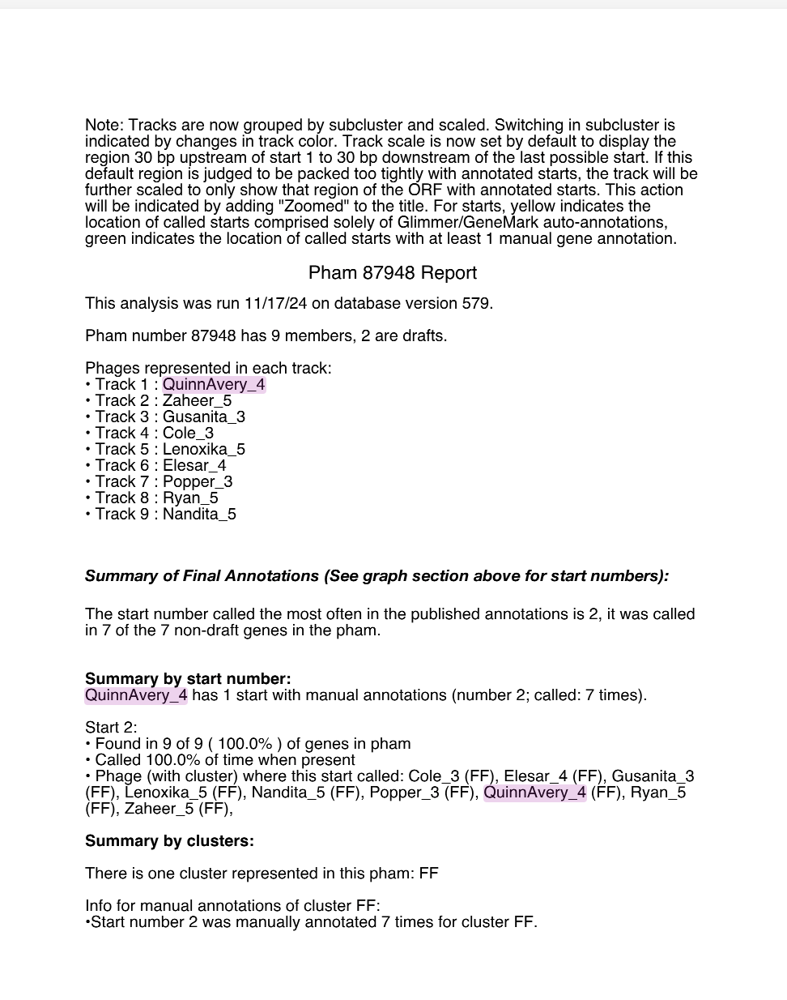 Note: Tracks are now grouped by subcluster and scaled. Switching in subcluster is
indicated by changes in track color. Track scale is now set by default to display the
region 30 bp upstream of start 1 to 30 bp downstream of the last possible start. If this
default region is judged to be packed too tightly with annotated starts, the track will be
further scaled to only show that region of the ORF with annotated starts. This action
will be indicated by adding "Zoomed" to the title. For starts, yellow indicates the
location of called starts comprised solely of Glimmer/GeneMark auto-annotations,
green indicates the location of called starts with at least 1 manual gene annotation.
Pham 87948 Report
This analysis was run 11/17/24 on database version 579.
Pham number 87948 has 9 members, 2 are drafts.
Phages represented in each track:
• Track 1 : QuinnAvery_4
• Track 2 : Zaheer_5
• Track 3 : Gusanita_3
• Track 4 : Cole_3
• Track 5 : Lenoxika_5
• Track 6 : Elesar_4
• Track 7 : Popper_3
• Track 8 : Ryan_5
• Track 9 : Nandita_5
Summary of Final Annotations (See graph section above for start numbers):
The start number called the most often in the published annotations is 2, it was called
in 7 of the 7 non-draft genes in the pham.
Summary by start number:
QuinnAvery_4 has 1 start with manual annotations (number 2; called: 7 times).
Start 2:
• Found in 9 of 9 ( 100.0% ) of genes in pham
• Called 100.0% of time when present
• Phage (with cluster) where this start called: Cole_3 (FF), Elesar_4 (FF), Gusanita_3
(FF), Lenoxika_5 (FF), Nandita_5 (FF), Popper_3 (FF), QuinnAvery_4 (FF), Ryan_5
(FF), Zaheer_5 (FF),
Summary by clusters:
There is one cluster represented in this pham: FF
Info for manual annotations of cluster FF:
•Start number 2 was manually annotated 7 times for cluster FF.